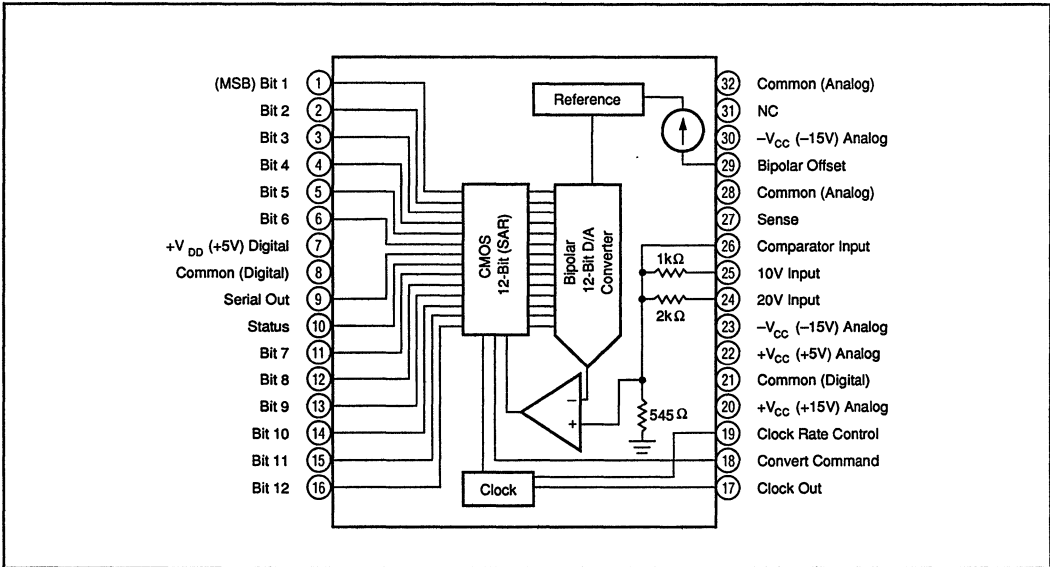 (MSB) Bit 1 1
Bit 2 2
Bit 3 3
Bit 4 4
Bit 5 5
Bit 6 6
+V DD (+5V) Digital 7
Common (Digital) 8
Serial Out 9
Status 10
Bit 7 11
Bit 8 12
Bit 9 13
Bit 10 14
Bit 11 15
Bit 12 16
Reference
CMOS
12-Bit (SAR)
Bipolar
12-Bit D/A
Converter
1kΩ
2kΩ
–
+
545 Ω
Clock
32 Common (Analog)
31 NC
30 –VCC (–15V) Analog
29 Bipolar Offset
28 Common (Analog)
27 Sense
26 Comparator Input
25 10V Input
24 20V Input
23 –VCC (–15V) Analog
22 +VCC (+5V) Analog
21 Common (Digital)
20 +VCC (+15V) Analog
19 Clock Rate Control
18 Convert Command
17 Clock Out